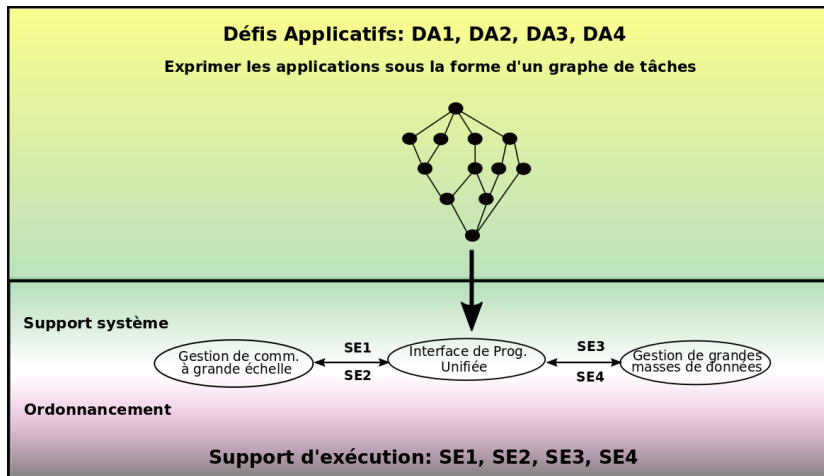 Défis Applicatifs: DA1, DA2, DA3, DA4
Exprimer les applications sous la forme d'un graphe de tâches
Support système
Gestion de comm.
à grande échelle
SE1
SE2
Interface de Prog.
Unifiée
SE3
SE4
Gestion de grandes
masses de données
Ordonnancement
Support d'exécution: SE1, SE2, SE3, SE4